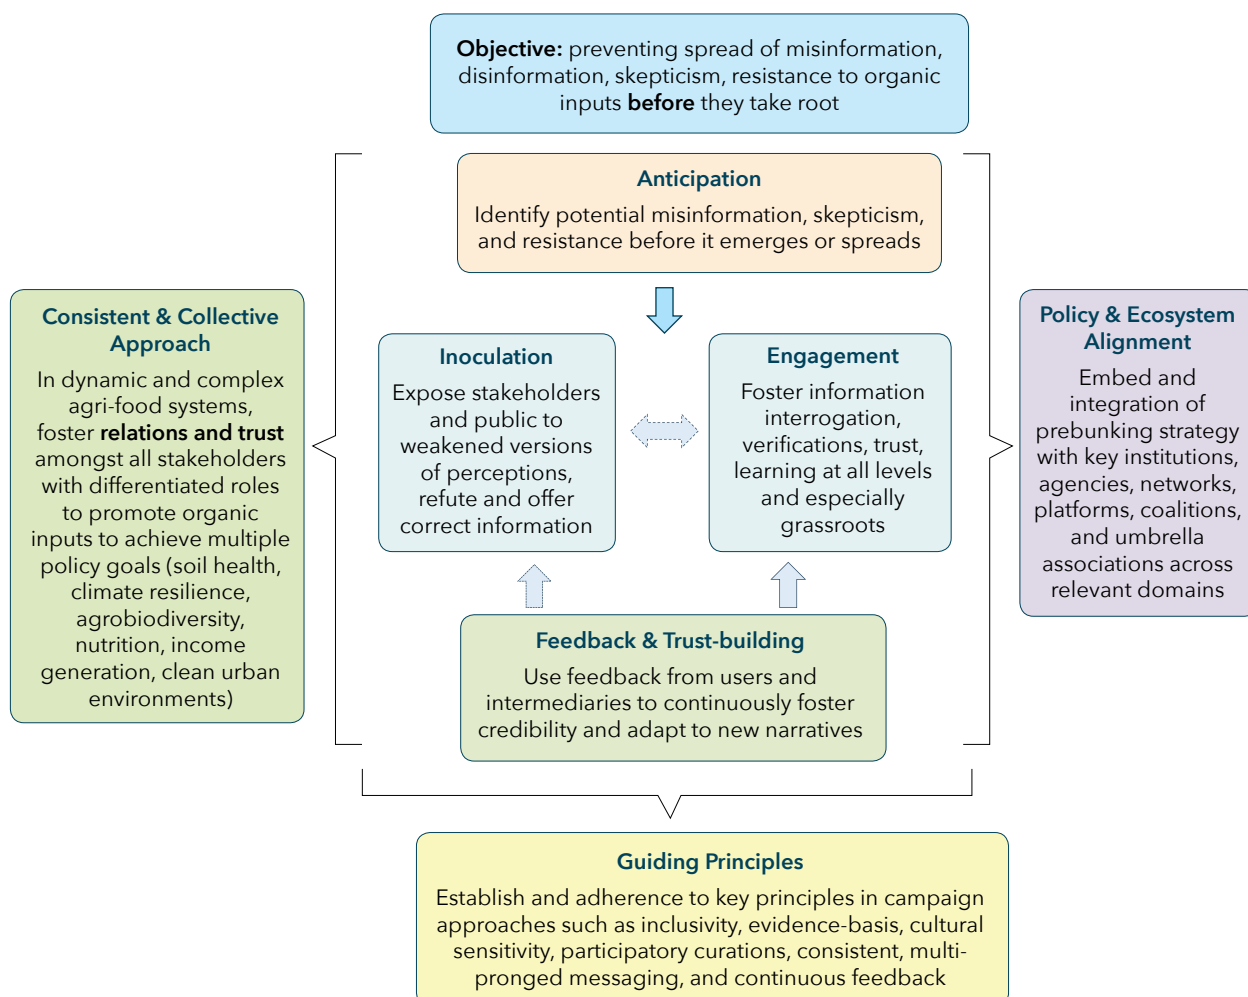 Objective: preventing spread of misinformation,
disinformation, skepticism, resistance to organic
inputs before they take root
Anticipation
Identify potential misinformation, skepticism,
and resistance before it emerges or spreads
Consistent & Collective
Approach
In dynamic and complex
agri-food systems,
foster relations and trust
amongst all stakeholders
with differentiated roles
to promote organic
inputs to achieve multiple
policy goals (soil health,
climate resilience,
agrobiodiversity,
nutrition, income
generation, clean urban
environments)
Inoculation
Expose stakeholders
and public to
weakened versions
of perceptions,
refute and offer
correct information
Engagement
Foster information
interrogation,
verifications, trust,
learning at all levels
and especially
grassroots
Policy & Ecosystem
Alignment
Embed and
integration of
prebunking strategy
with key institutions,
agencies, networks,
platforms, coalitions,
and umbrella
associations across
relevant domains
Feedback & Trust-building
Use feedback from users and
intermediaries to continuously foster
credibility and adapt to new narratives
Guiding Principles
Establish and adherence to key principles in campaign
approaches such as inclusivity, evidence-basis, cultural
sensitivity, participatory curations, consistent, multi-
pronged messaging, and continuous feedback